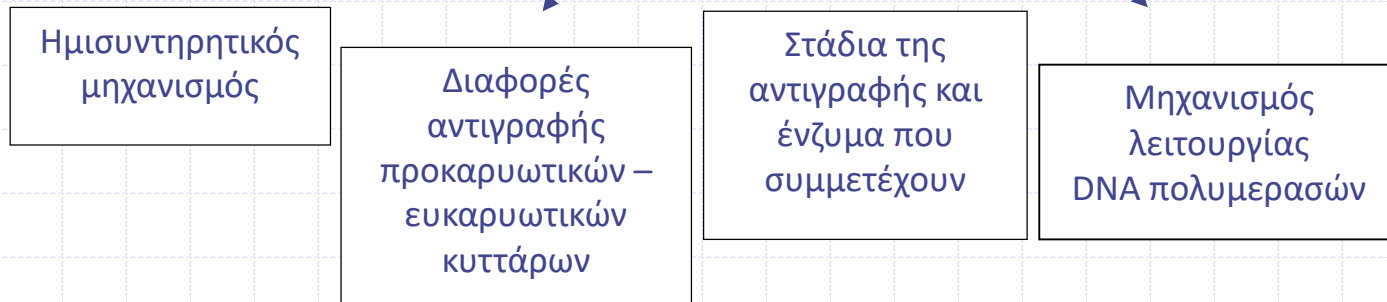 Ημισυντηρητικός
μηχανισμός
Διαφορές
αντιγραφής
προκαρυωτικών –
ευκαρυωτικών
κυττάρων
Στάδια της
αντιγραφής και
ένζυμα που
συμμετέχουν
Μηχανισμός
λειτουργίας
DNA πολυμερασών